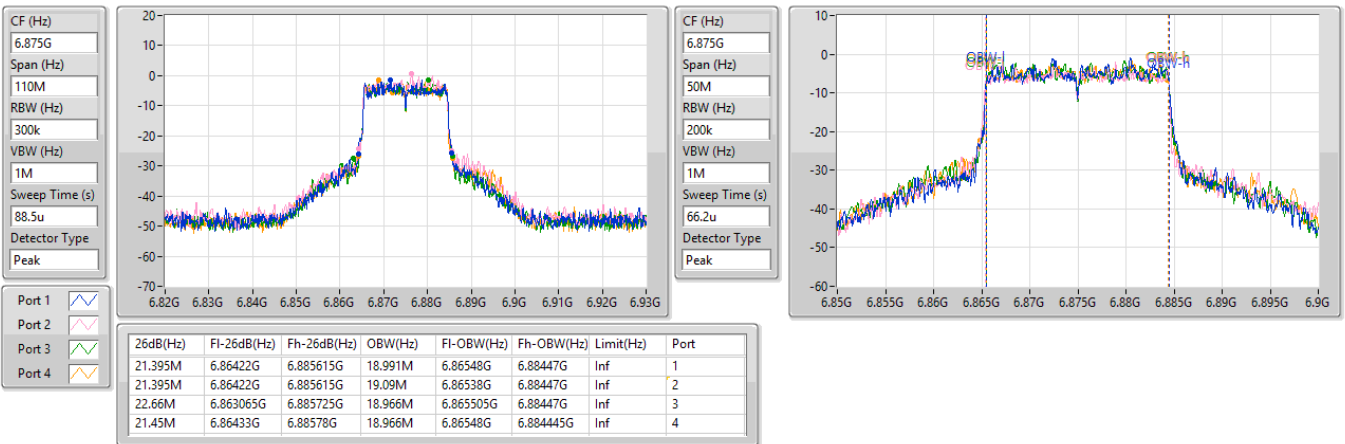 CF (Hz)
6.875G
Span (Hz)
110M
RBW (Hz)
300k
VBW (Hz)
1M
Sweep Time (s)
88.5u
Detector Type
Peak
20
10
0
-10
-20
-30
-40
-50
-60
-70
6.82G 6.83G 6.84G 6.85G 6.86G 6.87G 6.88G 6.89G 6.9G 6.91G 6.92G 6.93G
CF (Hz)
6.875G
Span (Hz)
50M
RBW (Hz)
200k
VBW (Hz)
1M
Sweep Time (s)
66.2u
Detector Type
Peak
10
0
-10
-20
-30
-40
-50
-60
OBW-l OBW-h
6.85G 6.855G 6.86G 6.865G 6.87G 6.875G 6.88G 6.885G 6.89G 6.895G 6.9G
Port 1
Port 2
Port 3
Port 4
26dB(Hz) Fl-26dB(Hz) Fh-26dB(Hz) OBW(Hz) Fl-OBW(Hz) Fh-OBW(Hz) Limit(Hz) Port
21.395M 6.86422G 6.885615G 18.991M 6.86548G 6.88447G Inf 1
21.395M 6.86422G 6.885615G 19.09M 6.86538G 6.88447G Inf 2
22.66M 6.863065G 6.885725G 18.966M 6.865505G 6.88447G Inf 3
21.45M 6.86433G 6.88578G 18.966M 6.86548G 6.884445G Inf 4